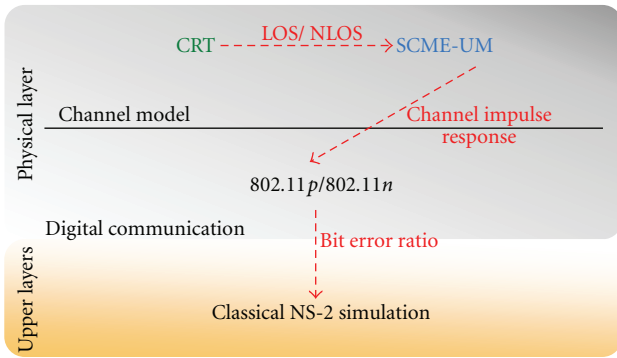 LOS/ NLOS
CRT
SCME-UM
Physical layer
Channel model
Channel impulse
response
802.11p/802.11n
Digital communication
Bit error ratio
Upper layers
Classical NS-2 simulation